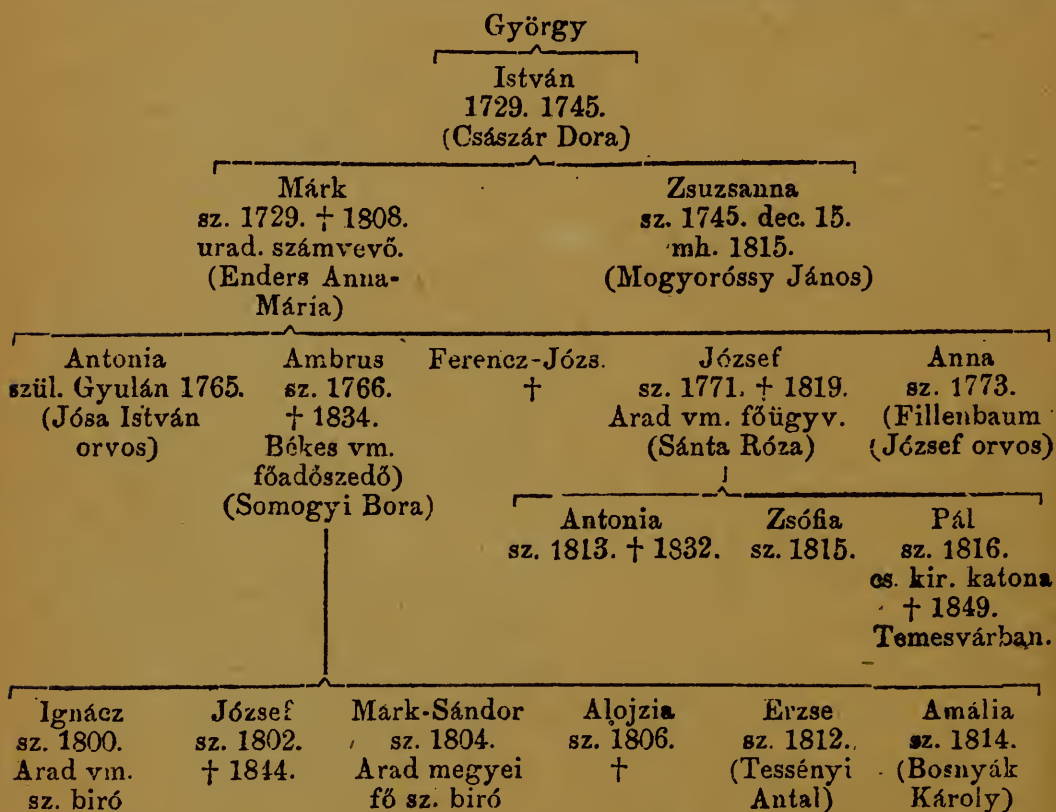 György
István
1729. 1745.
(Császár Dora)
Márk
sz. 1729. † 1808.
urad. számvevő.
(Enders Anna-
Mária)
Zsuzsanna
sz. 1745. dec. 15.
mh. 1815.
(Mogyoróssy János)
Antonia
szül. Gyulán 1765.
(Jósa István
orvos)
Ambrus
sz. 1766.
† 1834.
Békes vm.
főadószedő)
(Somogyi Bora)
Ferencz-Józs.
†
József
sz. 1771. † 1819.
Arad vm. főügyv.
(Sánta Róza)
Anna
sz. 1773.
(Fillenbaum
(József orvos)
Antonia
sz. 1813. † 1832.
Zsófia
sz. 1815.
Pál
sz. 1816.
cs. kir. katona
† 1849.
Temesvárban.
Ignácz
sz. 1800.
Arad vm.
sz. biró
József
sz. 1802.
† 1844.
Márk-Sándor
sz. 1804.
Arad megyei
fő sz. biró
Alojzia
sz. 1806.
†
Erzse
sz. 1812.
(Tessényi
Antal)
Amália
sz. 1814.
(Bosnyák
Károly)